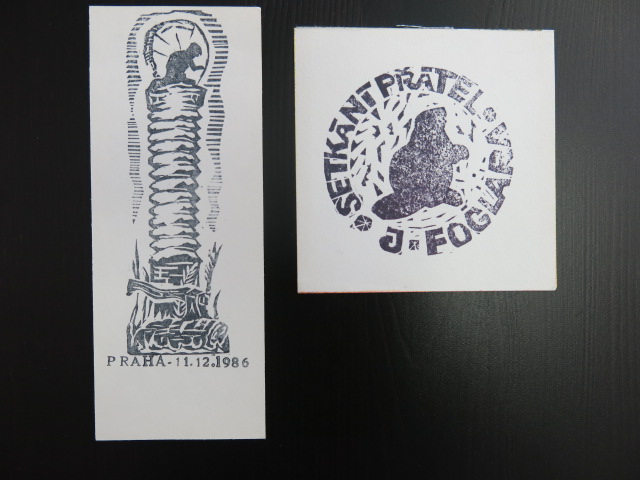 PRAHA-11.12.1986
SETKÁNÍ PŘÁTEL J. FOGLARA